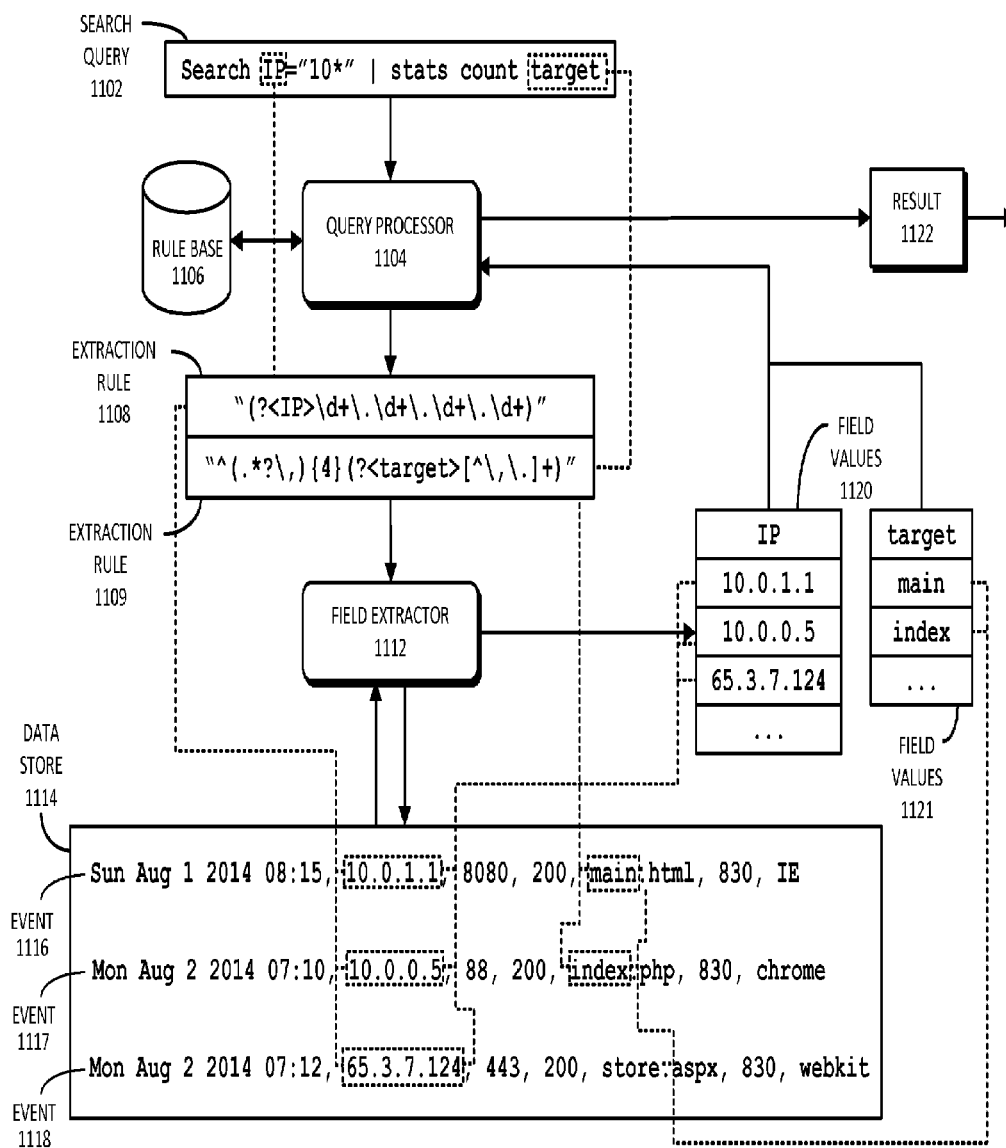 SEARCH
QUERY
1102
Search IP="10*" | stats count target
RULE BASE
1106
QUERY PROCESSOR
1104
RESULT
1122
EXTRACTION
RULE
1108
"(?<IP>\d+\.\d+\.\d+\.\d+)"
"^(.*?\,){4}(?<target>[^\,\.]+)"
EXTRACTION
RULE
1109
FIELD EXTRACTOR
1112
FIELD
VALUES
1120
IP
10.0.1.1
10.0.0.5
65.3.7.124
...
target
main
index
...
FIELD
VALUES
1121
DATA
STORE
1114
Sun Aug 1 2014 08:15, 10.0.1.1, 8080, 200, main.html, 830, IE
EVENT
1116
Mon Aug 2 2014 07:10, 10.0.0.5, 88, 200, index.php, 830, chrome
EVENT
1117
Mon Aug 2 2014 07:12, 65.3.7.124, 443, 200, store.aspx, 830, webkit
EVENT
1118